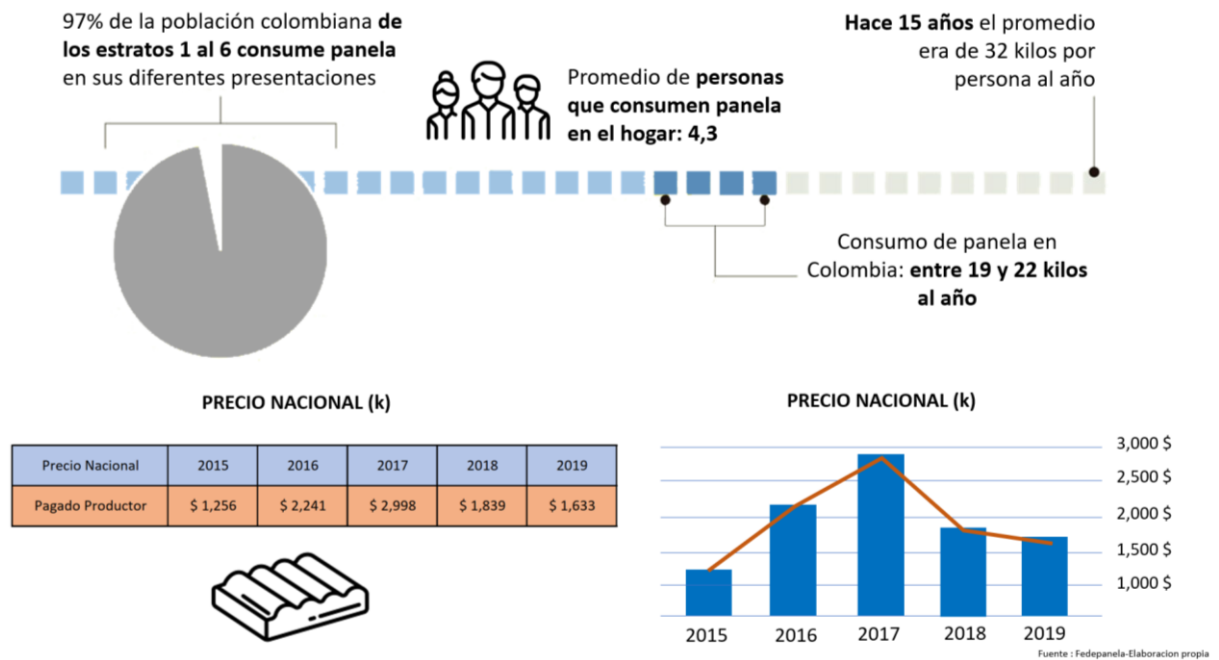 97% de la población colombiana de
los estratos 1 al 6 consume panela
en sus diferentes presentaciones
Promedio de personas
que consumen panela
en el hogar: 4,3
Hace 15 años el promedio
era de 32 kilos por
persona al año
Consumo de panela en
Colombia: entre 19 y 22 kilos
al año
PRECIO NACIONAL (k)
Precio Nacional 2015 2016 2017 2018 2019
Pagado Productor $ 1,256 $ 2,241 $ 2,998 $ 1,839 $ 1,633
PRECIO NACIONAL (k)
3,000 $
2,500 $
2,000 $
1,500 $
1,000 $
2015 2016 2017 2018 2019
Fuente : Fedepanela-Elaboracion propia